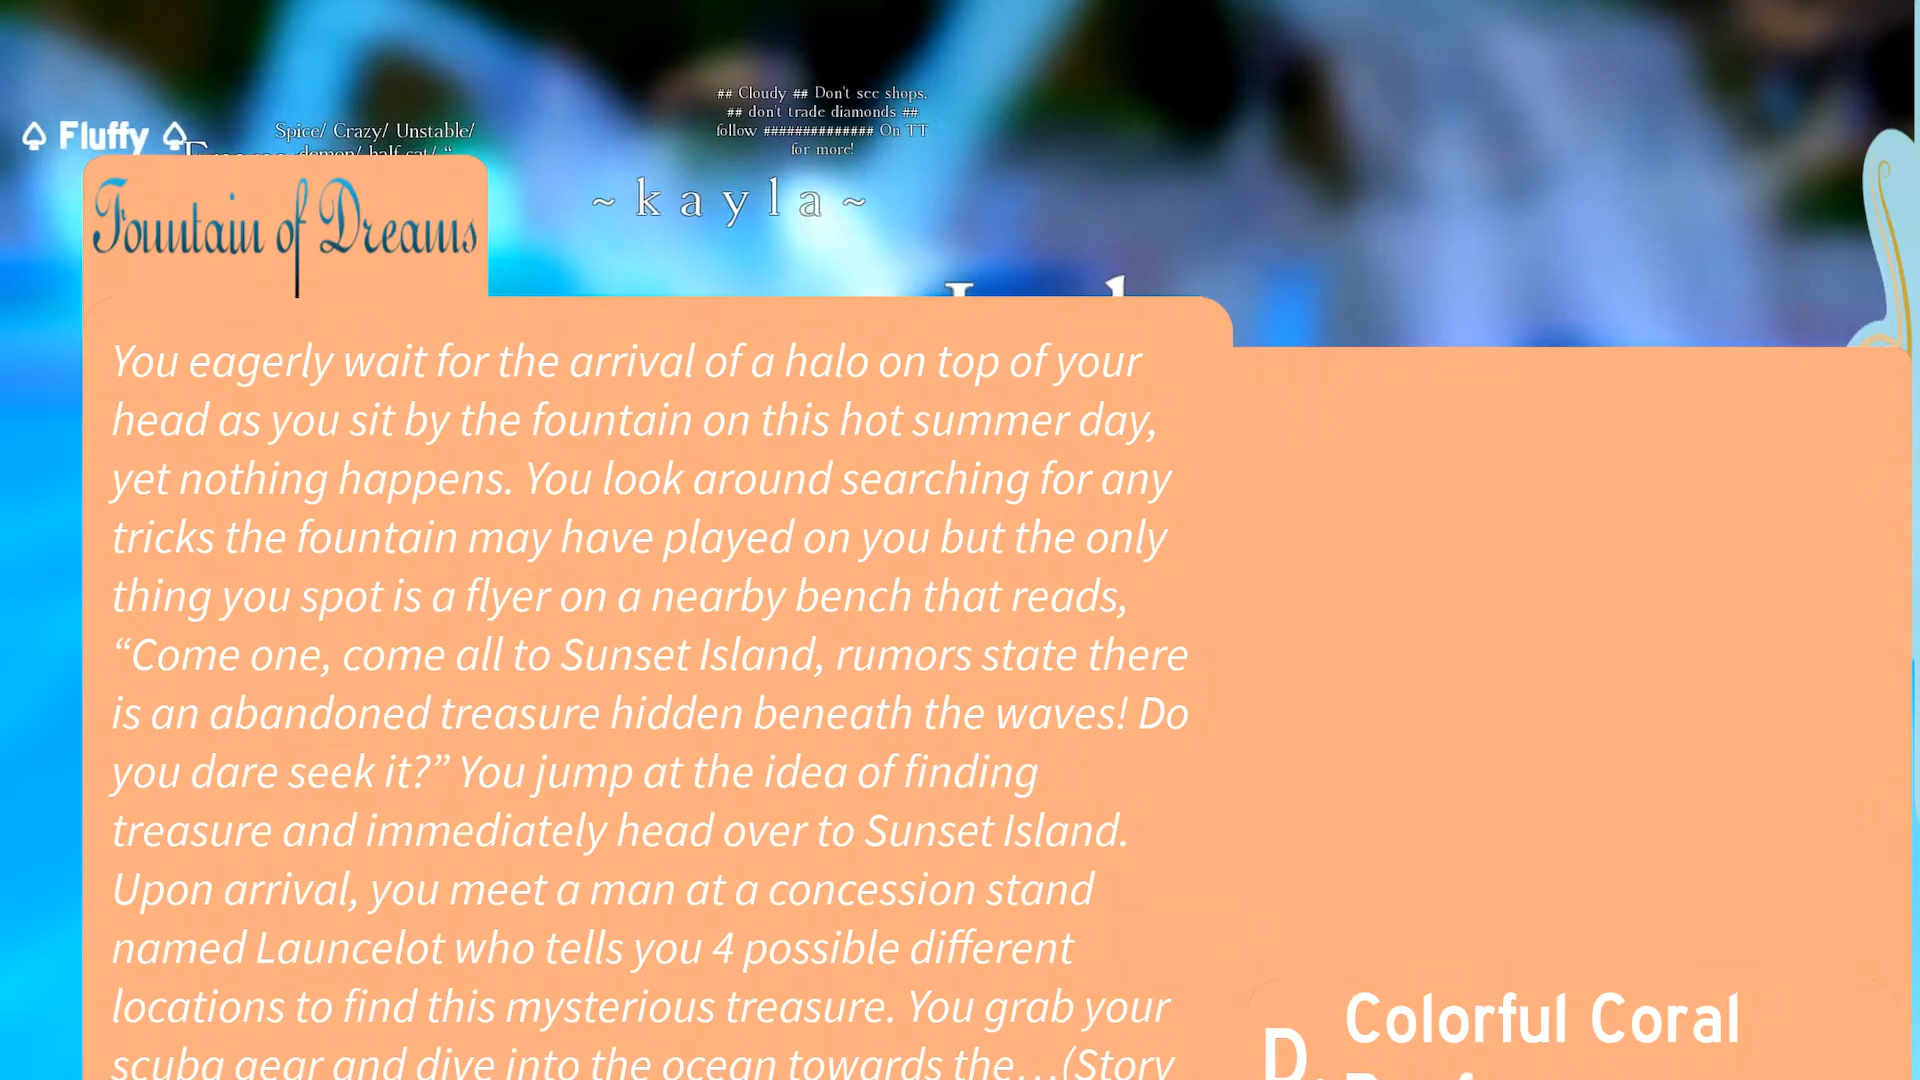 ## Cloudy ## Don't see shops.
## don't trade diamonds ##
follow ############## On TT
for more!
♤ Fluffy ♤
Spice/ Crazy/ Unstable/
demon/ half cat/ “
~ k a y l a ~
Fountain of Dreams
You eagerly wait for the arrival of a halo on top of your
head as you sit by the fountain on this hot summer day,
yet nothing happens. You look around searching for any
tricks the fountain may have played on you but the only
thing you spot is a flyer on a nearby bench that reads,
“Come one, come all to Sunset Island, rumors state there
is an abandoned treasure hidden beneath the waves! Do
you dare seek it?” You jump at the idea of finding
treasure and immediately head over to Sunset Island.
Upon arrival, you meet a man at a concession stand
named Launcelot who tells you 4 possible different
locations to find this mysterious treasure. You grab your
scuba gear and dive into the ocean towards the...(Story
D.
Colorful Coral